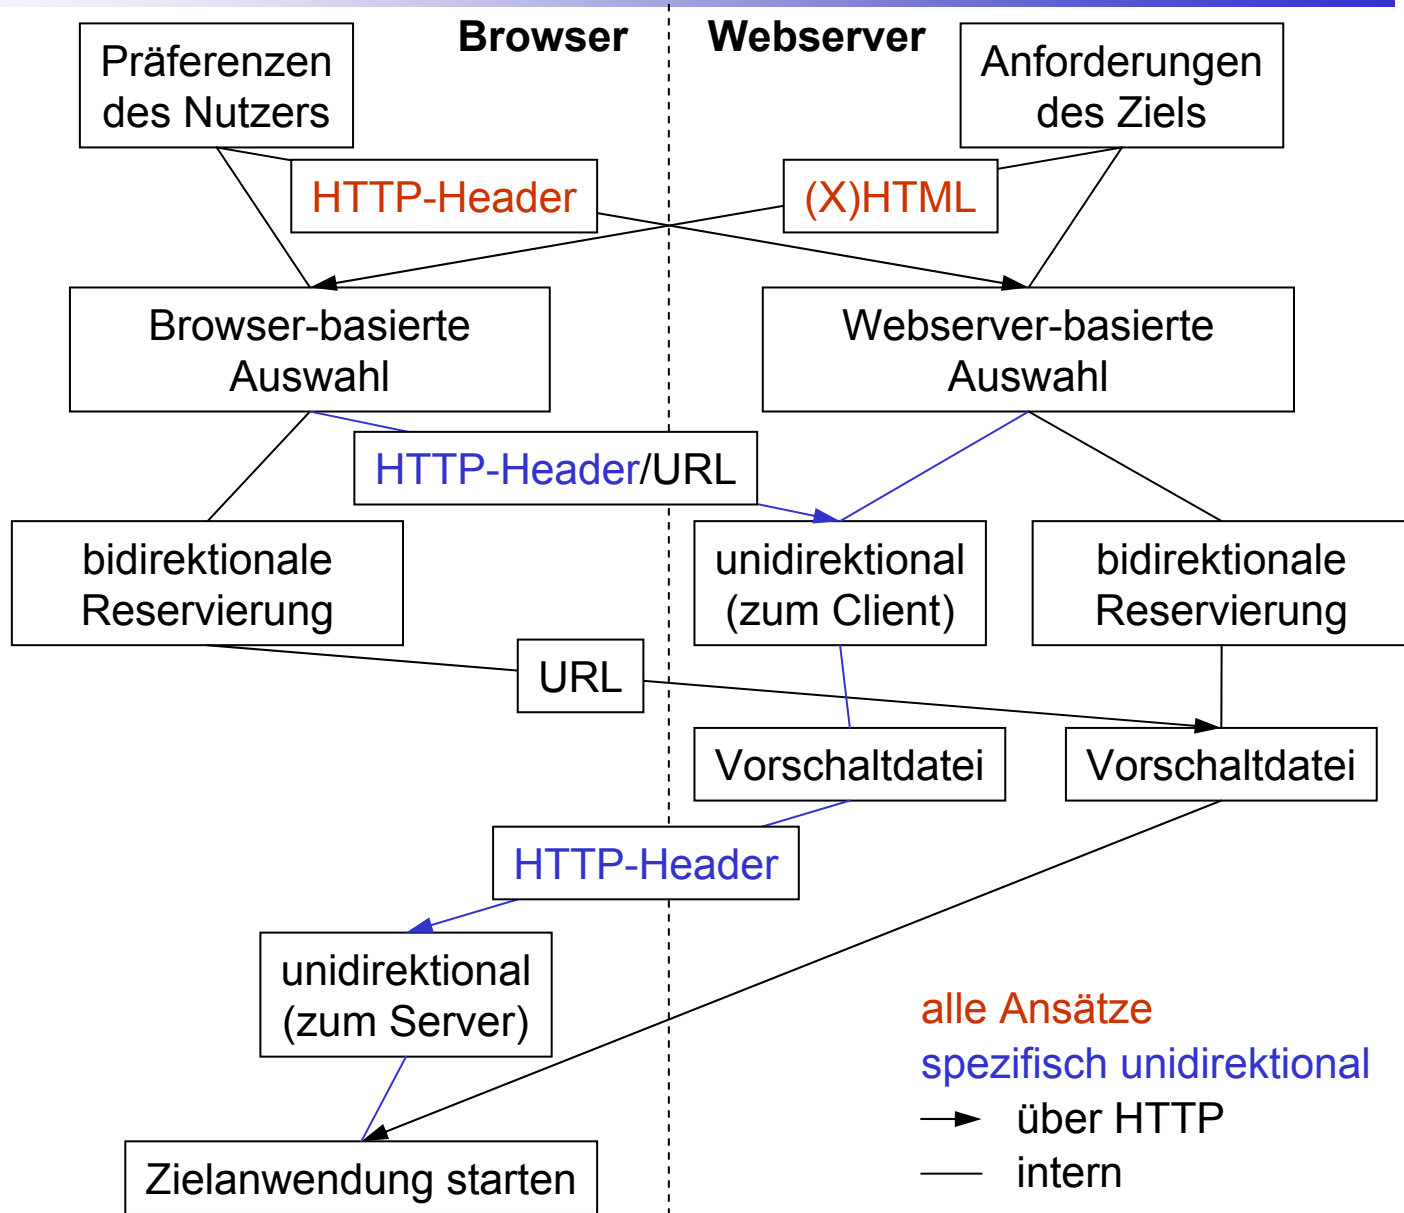 Browser
Webserver
Präferenzen
des Nutzers
Anforderungen
des Ziels
HTTP-Header
(X)HTML
Browser-basierte
Auswahl
Webserver-basierte
Auswahl
HTTP-Header/URL
bidirektionale
Reservierung
unidirektional
(zum Client)
bidirektionale
Reservierung
URL
Vorschaltdatei
Vorschaltdatei
HTTP-Header
unidirektional
(zum Server)
alle Ansätze
spezifisch unidirektional
über HTTP
intern
Zielanwendung starten